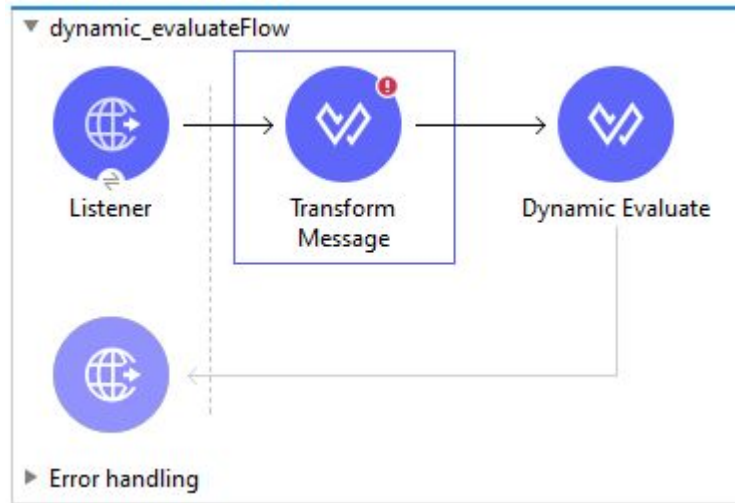 dynamic_evaluateFlow
Listener
Transform
Message
Dynamic Evaluate
Error handling